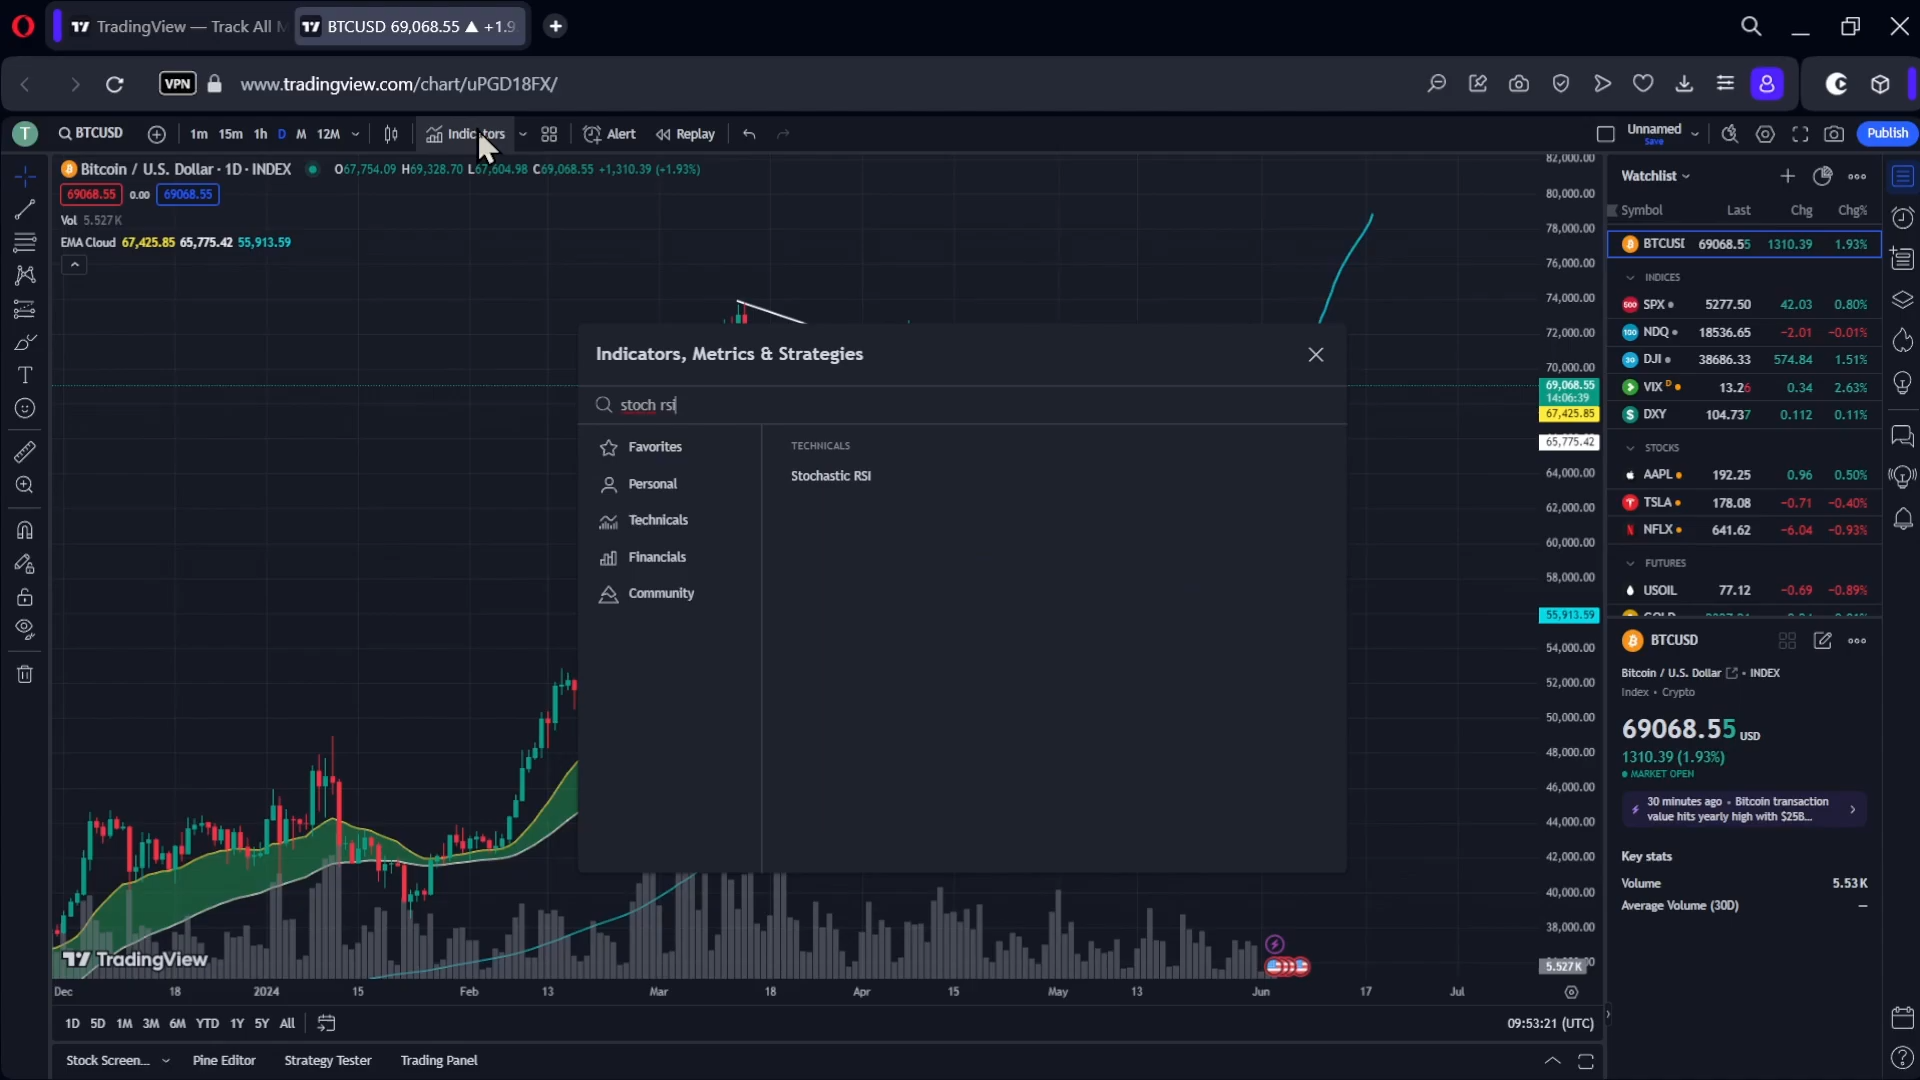 TradingView — Track All M
BTCUSD 69,068.55 ▲ +1.9
VPN
www.tradingview.com/chart/uPGD18FX/
T
BTCUSD
1m 15m 1h D M 12M
Indicators
Alert
Replay
Unnamed
Save
Publish
Bitcoin / U.S. Dollar · 1D · INDEX
O67,754.09 H69,328.70 L67,604.98 C69,068.55 +1,310.39 (+1.93%)
69068.55 0.00 69068.55
Vol 5.527K
EMA Cloud 67,425.85 65,775.42 55,913.59
Indicators, Metrics & Strategies
stoch rsi
Favorites
Personal
Technicals
Financials
Community
TECHNICALS
Stochastic RSI
82,000.00
80,000.00
78,000.00
76,000.00
74,000.00
72,000.00
70,000.00
69,068.55
14:06:39
67,425.85
65,775.42
64,000.00
62,000.00
60,000.00
58,000.00
55,913.59
54,000.00
52,000.00
50,000.00
48,000.00
46,000.00
44,000.00
42,000.00
40,000.00
38,000.00
5.527K
TradingView
Dec 18 2024 15 Feb 13 Mar 18 Apr 15 May 13 Jun 17 Jul
1D 5D 1M 3M 6M YTD 1Y 5Y All
09:53:21 (UTC)
Stock Screen... Pine Editor Strategy Tester Trading Panel
Watchlist
Symbol Last Chg Chg%
BTCUSD 69068.55 1310.39 1.93%
INDICES
500 SPX 5277.50 42.03 0.80%
100 NDQ 18536.65 −2.01 −0.01%
30 DJI 38686.33 574.84 1.51%
VIX D 13.26 0.34 2.63%
DXY 104.737 0.112 0.11%
STOCKS
AAPL 192.25 0.96 0.50%
TSLA 178.08 −0.71 −0.40%
NFLX 641.62 −6.04 −0.93%
FUTURES
USOIL 77.12 −0.69 −0.89%
BTCUSD
Bitcoin / U.S. Dollar • INDEX
Index • Crypto
69068.55 USD
1310.39 (1.93%)
MARKET OPEN
30 minutes ago • Bitcoin transaction
value hits yearly high with $25B...
Key stats
Volume 5.53K
Average Volume (30D) —